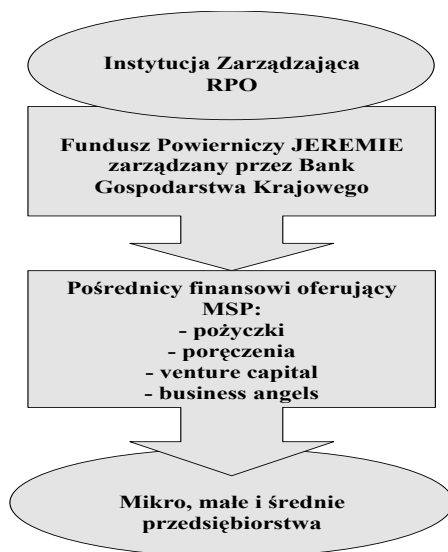 Instytucja Zarządzająca
RPO
Fundusz Powierniczy JEREMIE
zarządzany przez Bank
Gospodarstwa Krajowego
Pośrednicy finansowi oferujący
MSP:
- pożyczki
- poręczenia
- venture capital
- business angels
Mikro, małe i średnie
przedsiębiorstwa